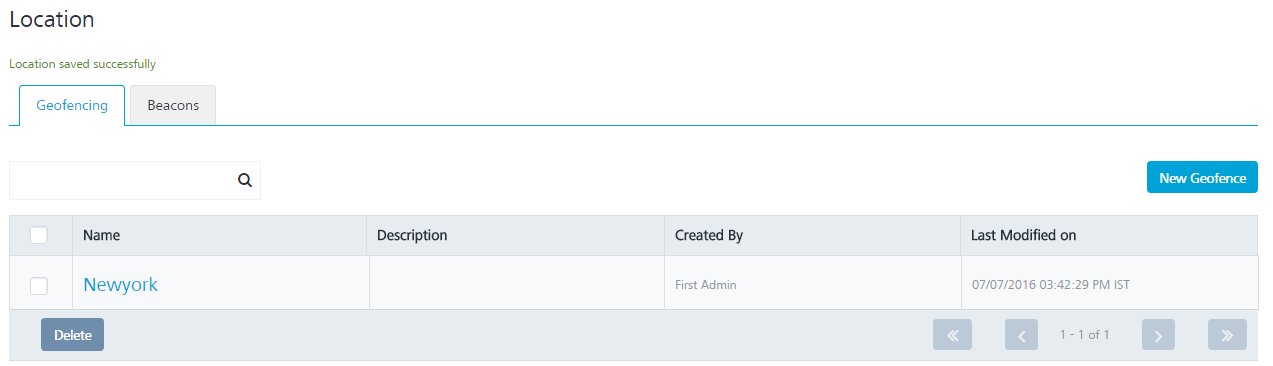 Location
Location saved successfully
Geofencing Beacons
New Geofence
Name Description Created By Last Modified on
Newyork First Admin 07/07/2016 03:42:29 PM IST
Delete 1 - 1 of 1